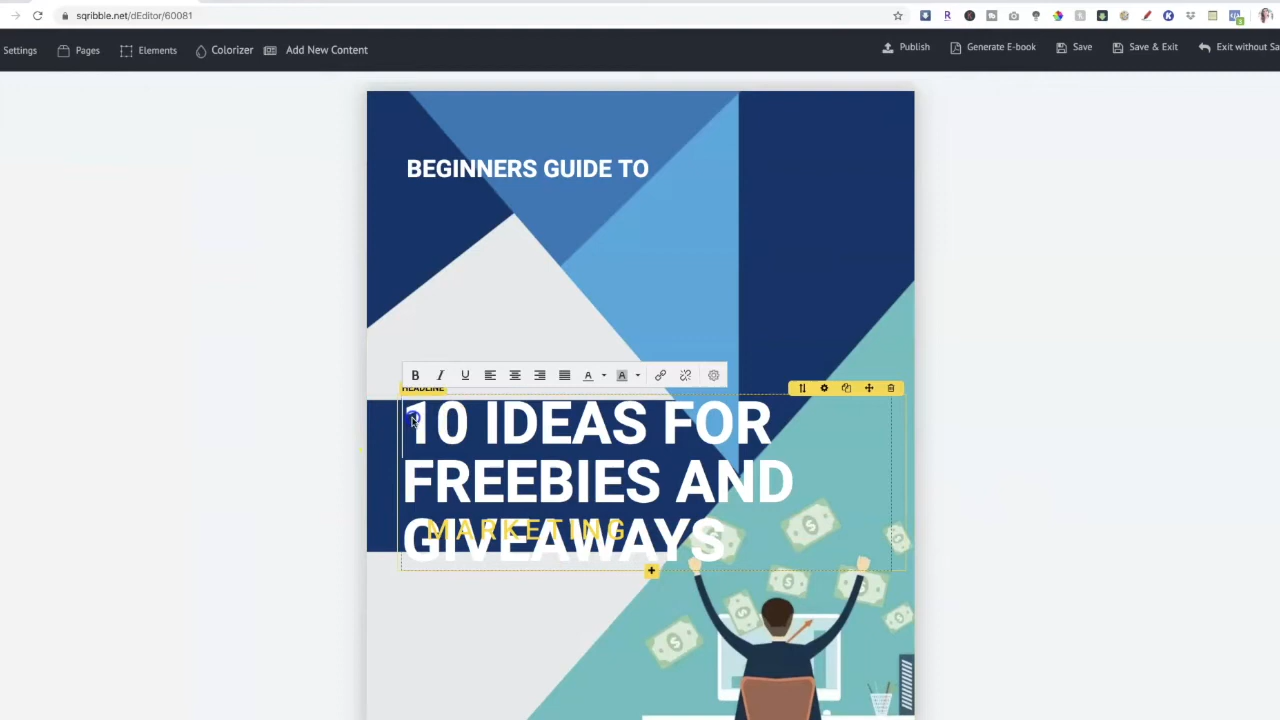 sqribble.net/dEditor/60081
Settings Pages Elements Colorizer Add New Content Publish Generate E-book Save Save & Exit Exit without Sa
BEGINNERS GUIDE TO
B I U A A
HEADLINE
10 IDEAS FOR
FREEBIES AND
MARKETING
GIVEAWAYS